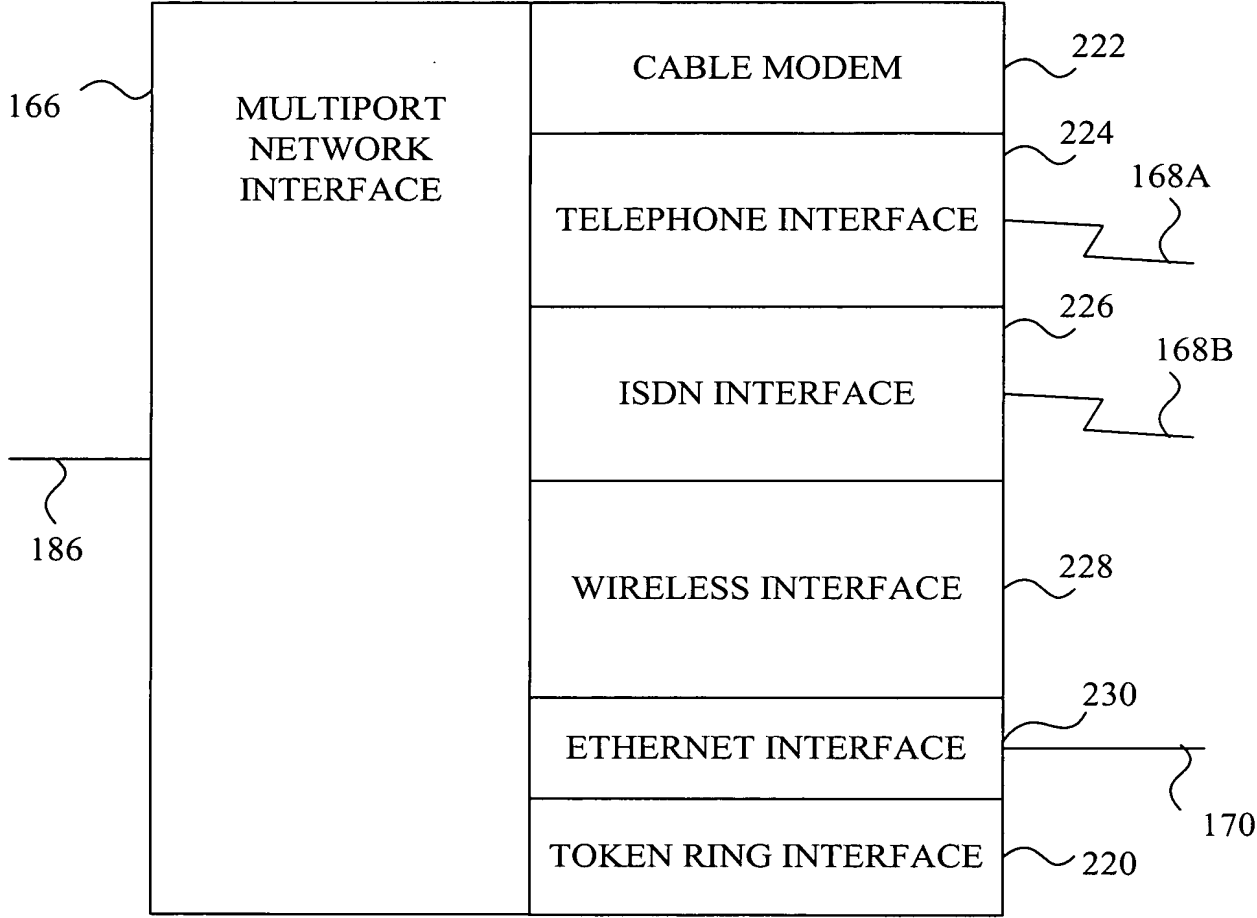 166
MULTIPORT
NETWORK
INTERFACE
186
CABLE MODEM
222
224
TELEPHONE INTERFACE
168A
226
ISDN INTERFACE
168B
WIRELESS INTERFACE
228
230
ETHERNET INTERFACE
170
TOKEN RING INTERFACE
220